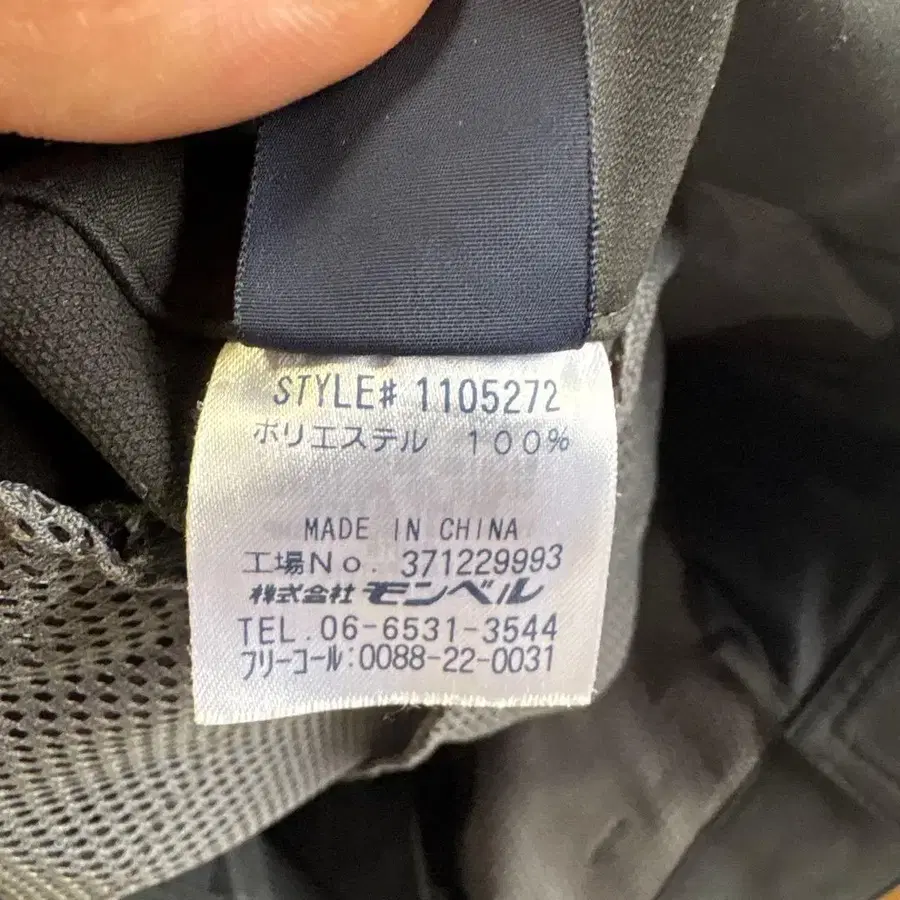 STYLE# 1105272
ポリエステル 100%
MADE IN CHINA
工場No. 371229993
株式会社 モンベル
TEL.06-6531-3544
フリーコール:0088-22-0031